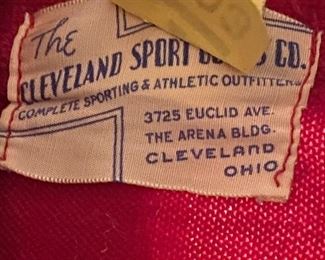 The
CLEVELAND SPORT CO.
COMPLETE SPORTING & ATHLETIC OUTFITTERS
3725 EUCLID AVE.
THE ARENA BLDG.
CLEVELAND
OHIO